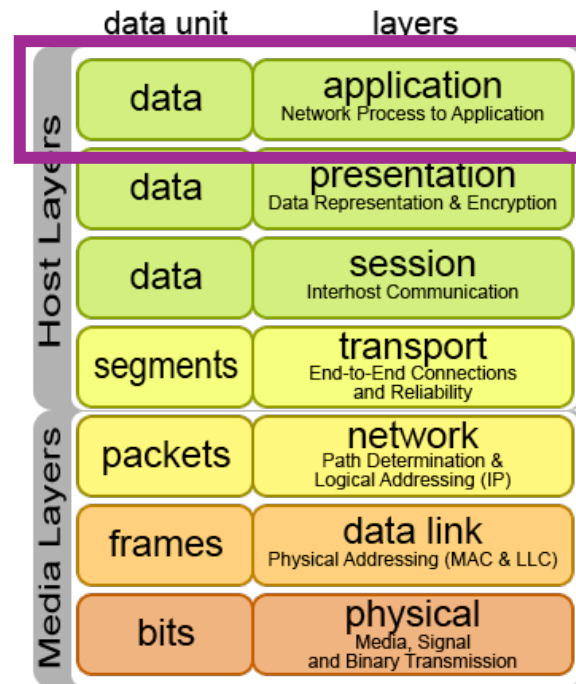 data unit layers
Host Layers
data application
Network Process to Application
data presentation
Data Representation & Encryption
data session
Interhost Communication
segments transport
End-to-End Connections
and Reliability
Media Layers
packets network
Path Determination &
Logical Addressing (IP)
frames data link
Physical Addressing (MAC & LLC)
bits physical
Media, Signal
and Binary Transmission